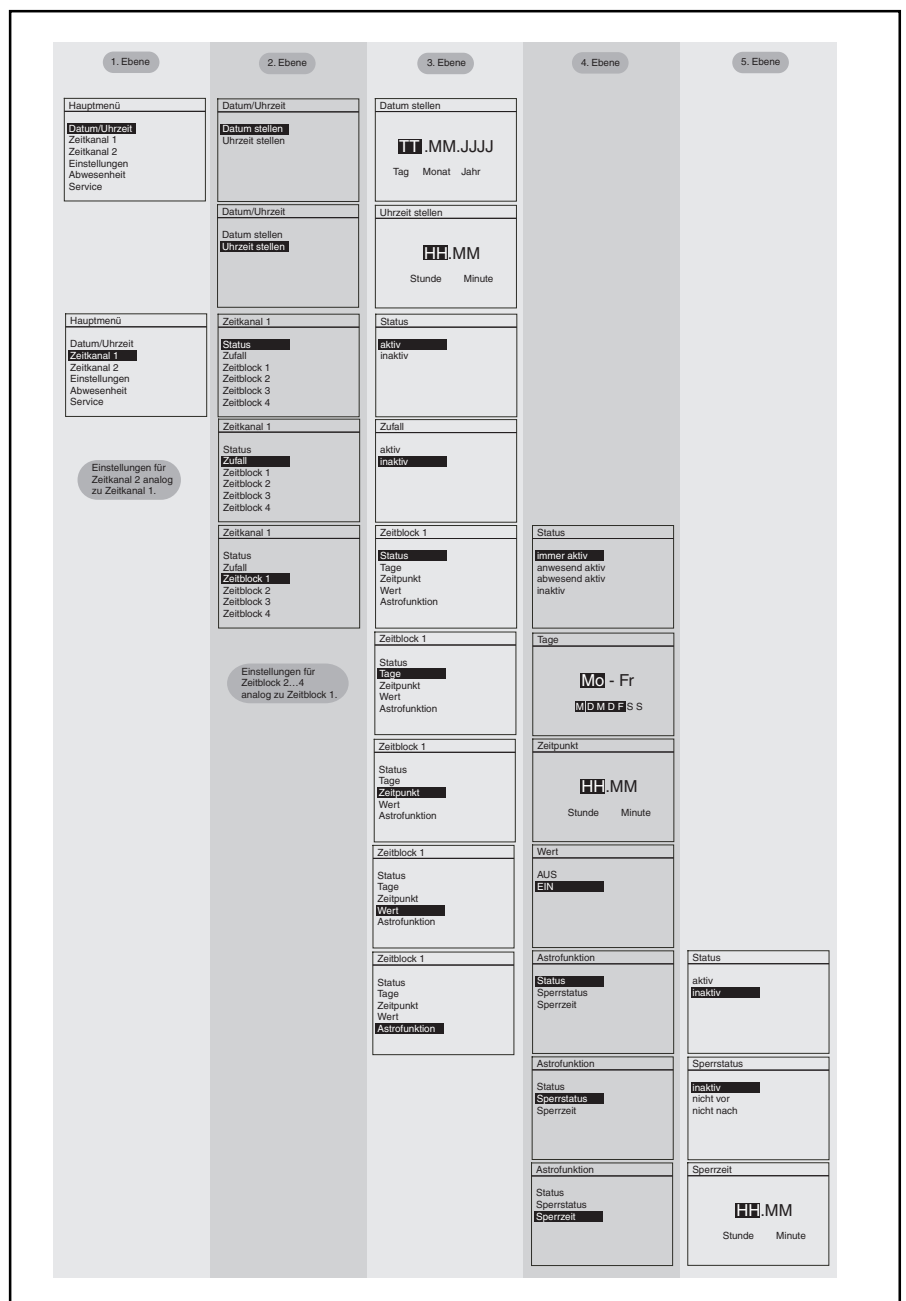 1. Ebene
2. Ebene
3. Ebene
4. Ebene
5. Ebene
Hauptmenü
Datum/Uhrzeit
Zeitkanal 1
Zeitkanal 2
Einstellungen
Abwesenheit
Service
Datum/Uhrzeit
Datum stellen
Uhrzeit stellen
Datum stellen
TT.MM.JJJJ
Tag Monat Jahr
Datum/Uhrzeit
Datum stellen
Uhrzeit stellen
Uhrzeit stellen
HH.MM
Stunde Minute
Hauptmenü
Datum/Uhrzeit
Zeitkanal 1
Zeitkanal 2
Einstellungen
Abwesenheit
Service
Zeitkanal 1
Status
Zufall
Zeitblock 1
Zeitblock 2
Zeitblock 3
Zeitblock 4
Status
aktiv
inaktiv
Einstellungen für
Zeitkanal 2 analog
zu Zeitkanal 1.
Zeitkanal 1
Status
Zufall
Zeitblock 1
Zeitblock 2
Zeitblock 3
Zeitblock 4
Zufall
aktiv
inaktiv
Zeitkanal 1
Status
Zufall
Zeitblock 1
Zeitblock 2
Zeitblock 3
Zeitblock 4
Zeitblock 1
Status
Tage
Zeitpunkt
Wert
Astrofunktion
Status
immer aktiv
anwesend aktiv
abwesend aktiv
inaktiv
Einstellungen für
Zeitblock 2...4
analog zu Zeitblock 1.
Zeitblock 1
Status
Tage
Zeitpunkt
Wert
Astrofunktion
Tage
Mo - Fr
M D M D F S S
Zeitblock 1
Status
Tage
Zeitpunkt
Wert
Astrofunktion
Zeitpunkt
HH.MM
Stunde Minute
Zeitblock 1
Status
Tage
Zeitpunkt
Wert
Astrofunktion
Wert
AUS
EIN
Zeitblock 1
Status
Tage
Zeitpunkt
Wert
Astrofunktion
Astrofunktion
Status
Sperrstatus
Sperrzeit
Status
aktiv
inaktiv
Astrofunktion
Status
Sperrstatus
Sperrzeit
Sperrstatus
inaktiv
nicht vor
nicht nach
Astrofunktion
Status
Sperrstatus
Sperrzeit
Sperrzeit
HH.MM
Stunde Minute